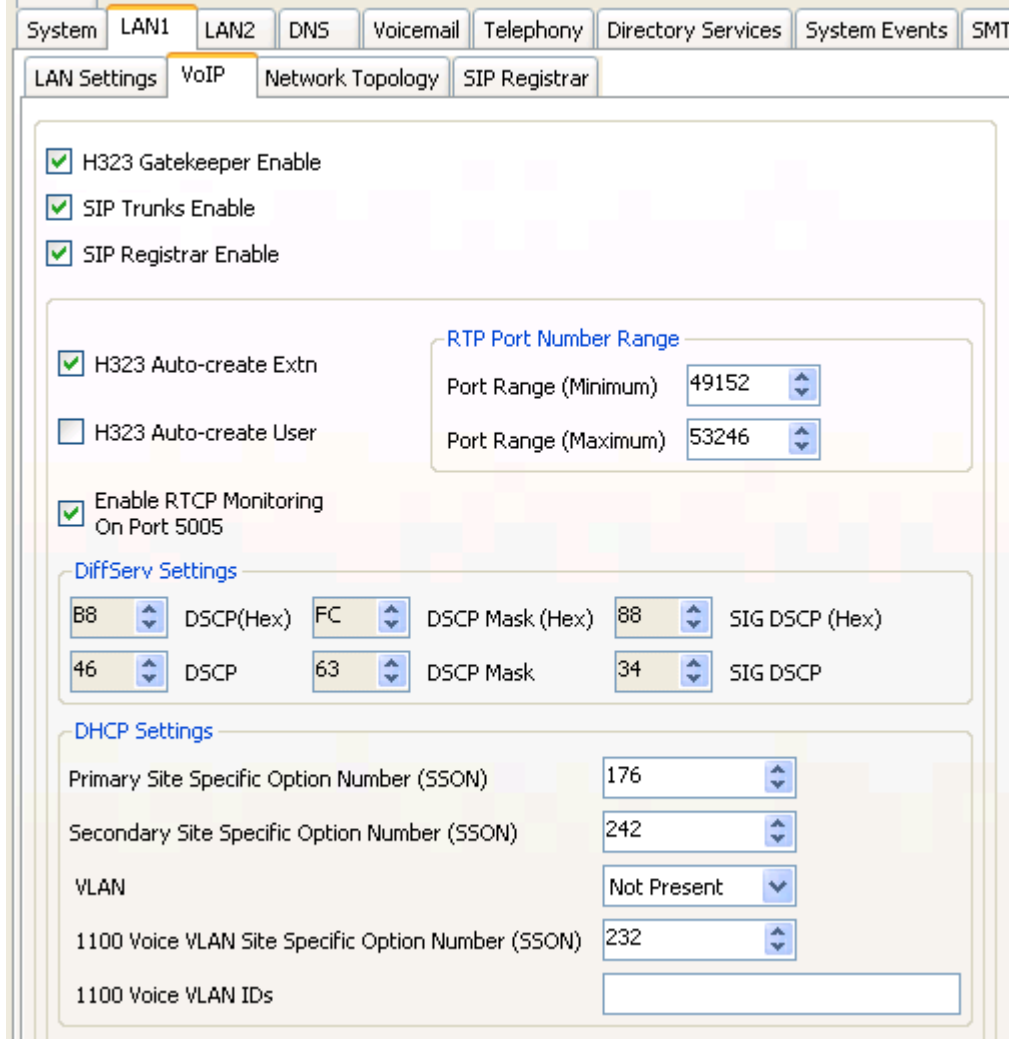 System LAN1 LAN2 DNS Voicemail Telephony Directory Services System Events SMT
LAN Settings VoIP Network Topology SIP Registrar
H323 Gatekeeper Enable
SIP Trunks Enable
SIP Registrar Enable
RTP Port Number Range
H323 Auto-create Extn
Port Range (Minimum) 49152
H323 Auto-create User
Port Range (Maximum) 53246
Enable RTCP Monitoring
On Port 5005
DiffServ Settings
B8 DSCP(Hex) FC DSCP Mask (Hex) 88 SIG DSCP (Hex)
46 DSCP 63 DSCP Mask 34 SIG DSCP
DHCP Settings
Primary Site Specific Option Number (SSON) 176
Secondary Site Specific Option Number (SSON) 242
VLAN Not Present
1100 Voice VLAN Site Specific Option Number (SSON) 232
1100 Voice VLAN IDs